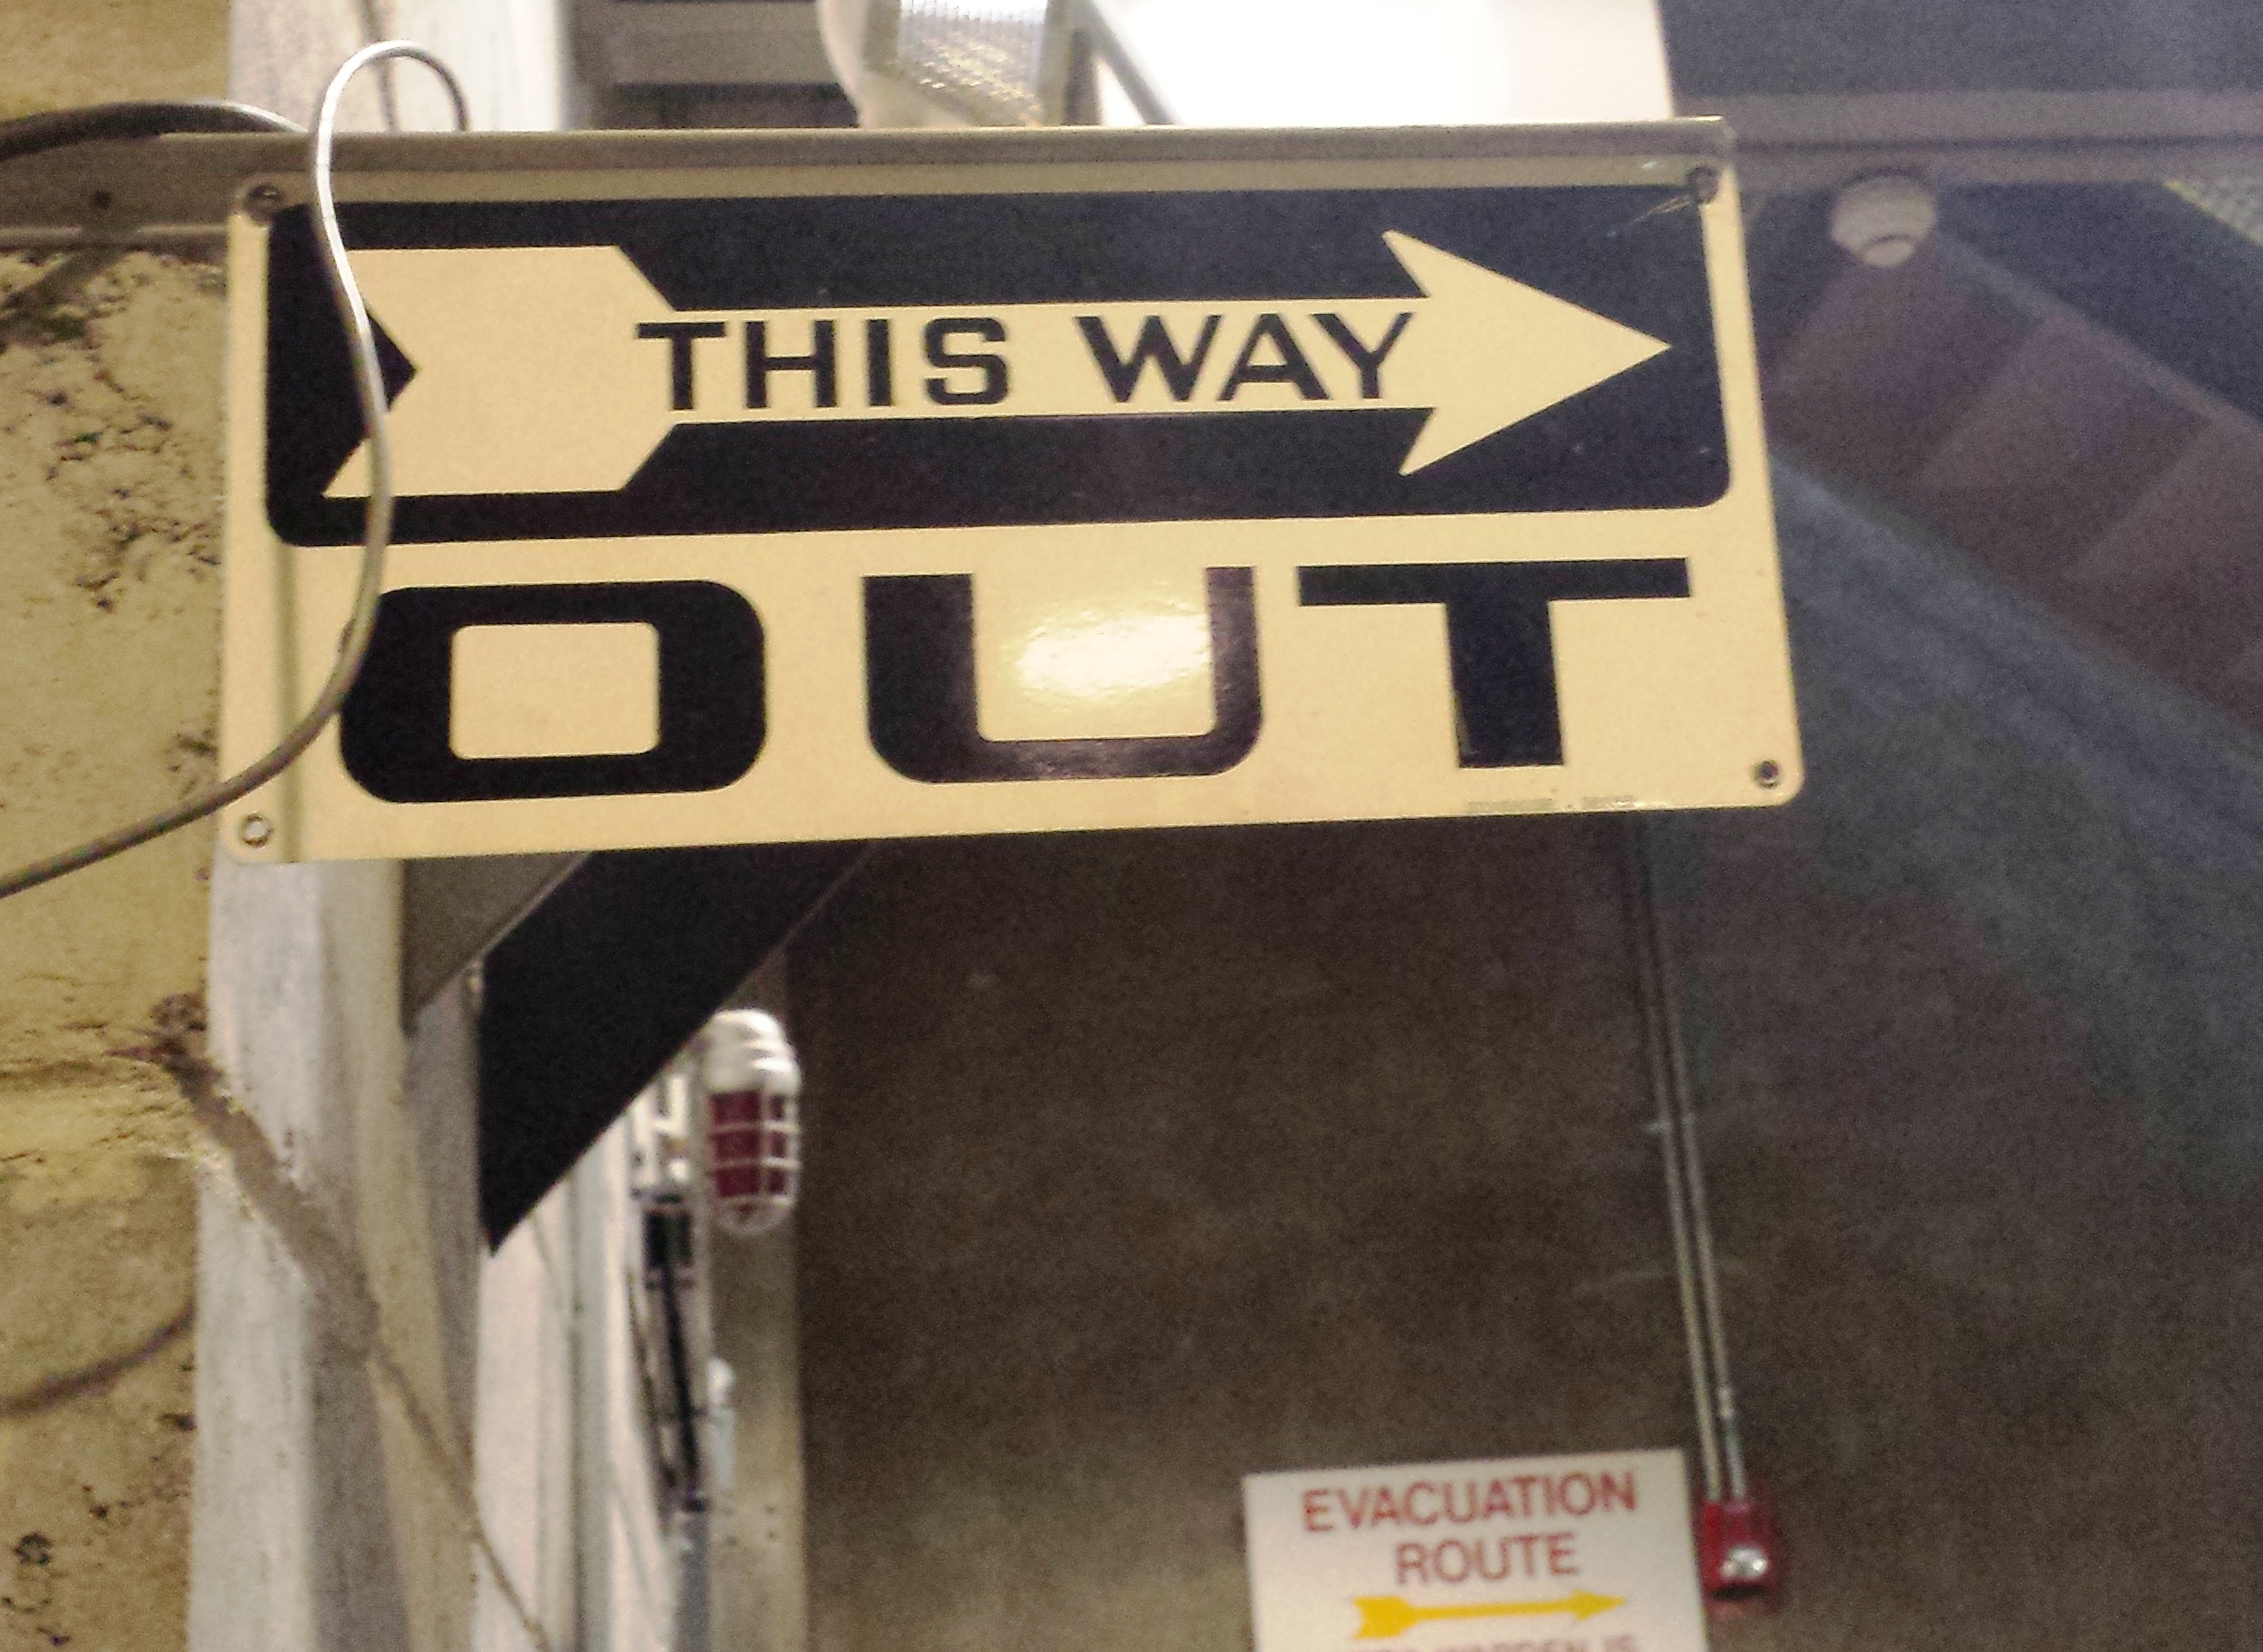 THIS WAY
OUT
EVACUATION
ROUTE